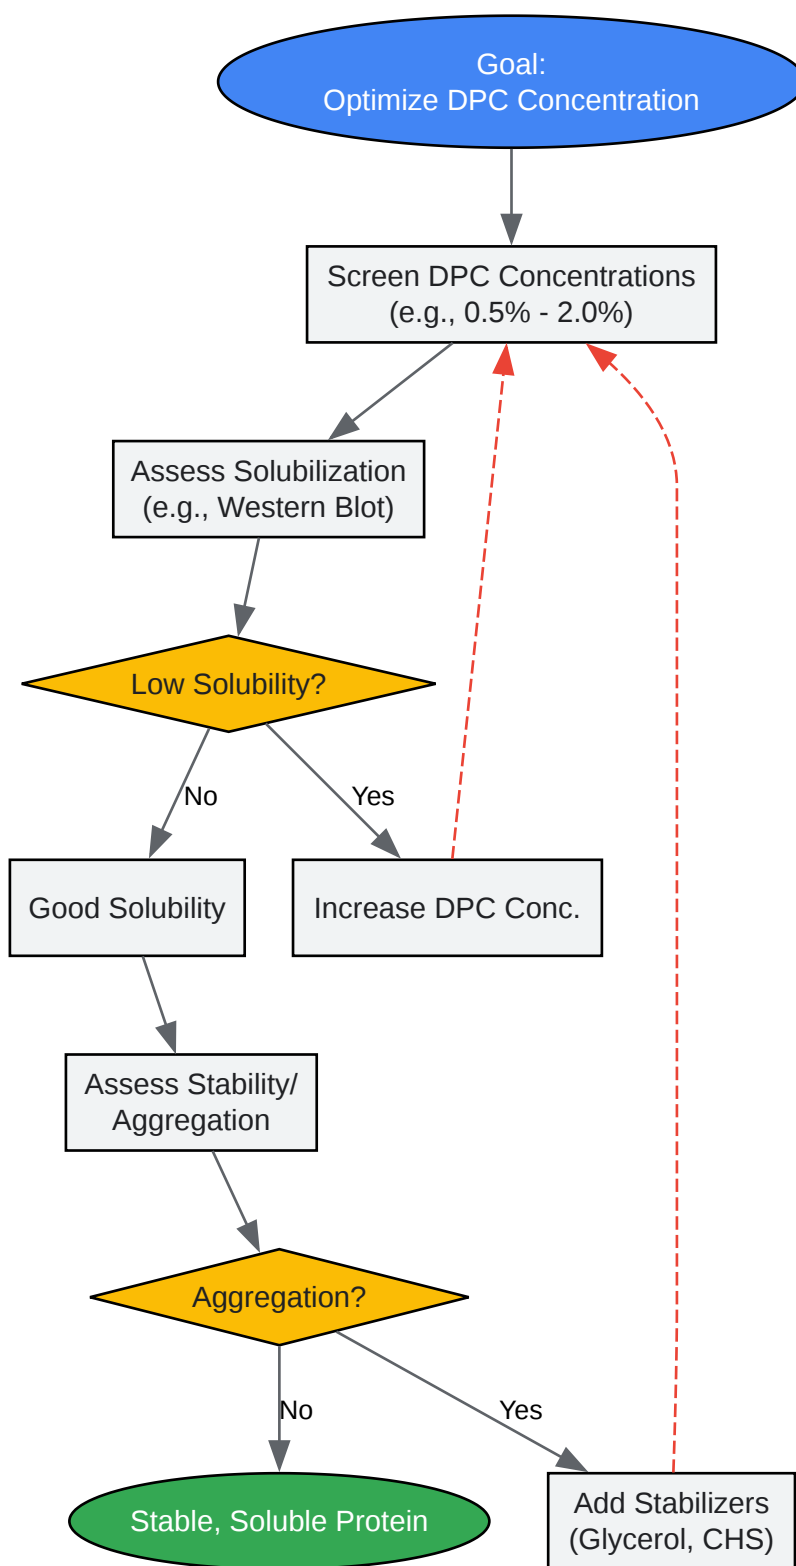 Goal:
Optimize DPC Concentration
Screen DPC Concentrations
(e.g., 0.5% - 2.0%)
Assess Solubilization
(e.g., Western Blot)
Low Solubility?
No
Yes
Good Solubility
Increase DPC Conc.
Assess Stability/
Aggregation
Aggregation?
No
Yes
Stable, Soluble Protein
Add Stabilizers
(Glycerol, CHS)